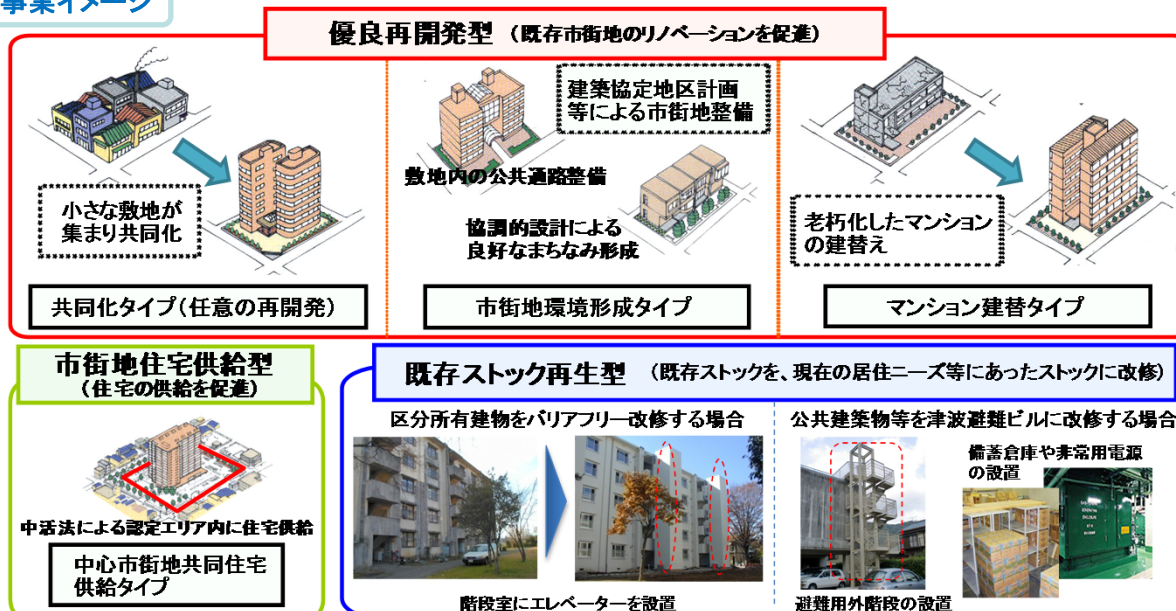 事業イメージ
優良再開発型 (既存市街地のリノベーションを促進)
小さな敷地が
集まり共同化
共同化タイプ(任意の再開発)
建築協定地区計画
等による市街地整備
敷地内の公共通路整備
協調的設計による
良好なまちなみ形成
市街地環境形成タイプ
老朽化したマンション
の建替え
マンション建替タイプ
市街地住宅供給型
(住宅の供給を促進)
中活法による認定エリア内に住宅供給
中心市街地共同住宅
供給タイプ
既存ストック再生型 (既存ストックを、現在の居住ニーズ等にあったストックに改修)
区分所有建物をバリアフリー改修する場合
階段室にエレベーターを設置
公共建築物等を津波避難ビルに改修する場合
備蓄倉庫や非常用電源
の設置
避難用外階段の設置